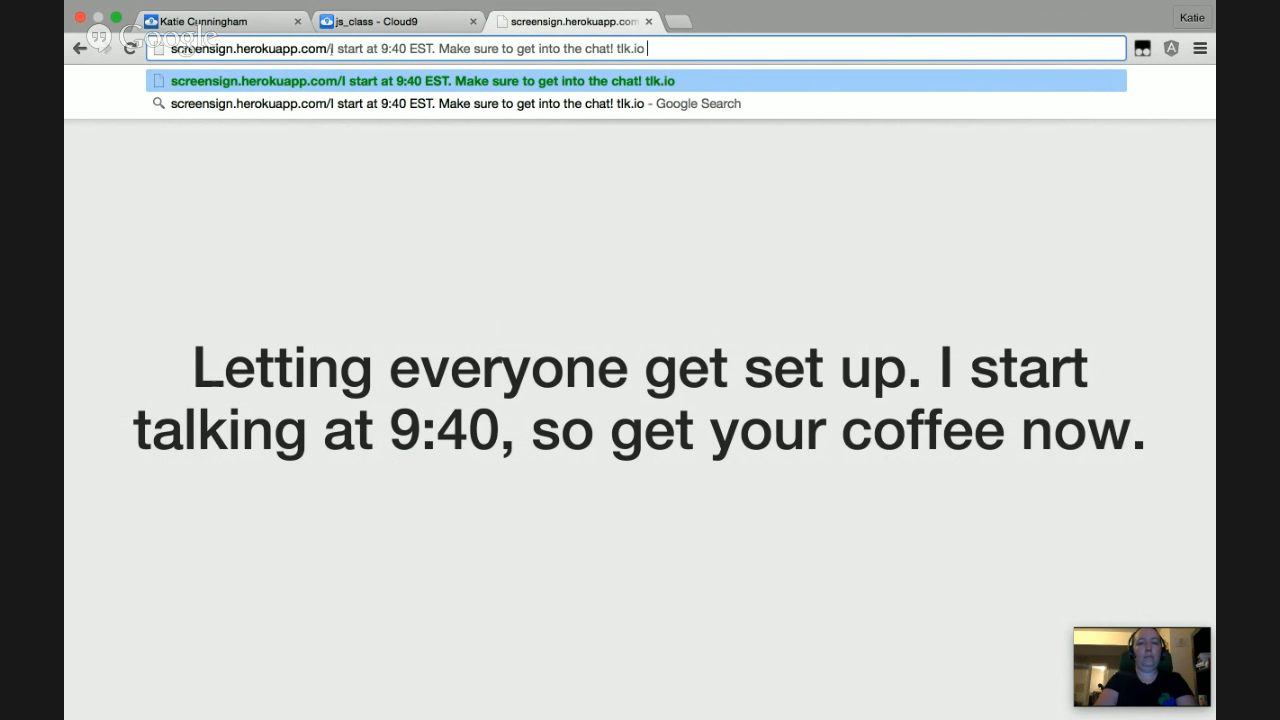 Katie Cunningham
js_class - Cloud9
screensign.herokuapp.com
Katie
Google
screensign.herokuapp.com/I start at 9:40 EST. Make sure to get into the chat! tlk.io
screensign.herokuapp.com/I start at 9:40 EST. Make sure to get into the chat! tlk.io
screensign.herokuapp.com/I start at 9:40 EST. Make sure to get into the chat! tlk.io - Google Search
Letting everyone get set up. I start
talking at 9:40, so get your coffee now.